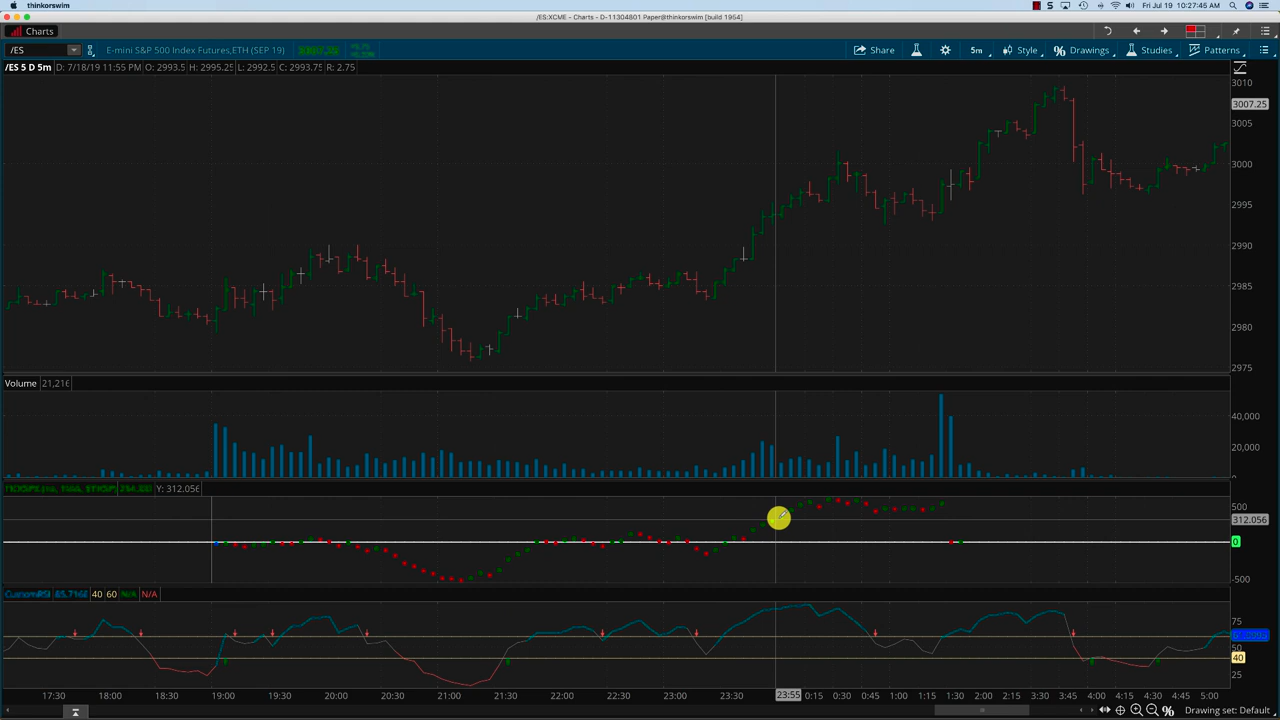 thinkorswim
Fri Jul 19 10:27:45 AM
/ES:XCME - Charts - D-11304801 Paper@thinkorswim [build 1954]
Charts
/ES
E-mini S&P 500 Index Futures,ETH (SEP 19)
Share
5m
Style
Drawings
Studies
Patterns
/ES 5 D 5m
D: 7/18/19 11:55 PM
O: 2993.5
H: 2995.25
L: 2992.5
C: 2993.75
R: 2.75
3010
3007.25
3005
3000
2995
2990
2985
2980
2975
Volume
21,216
40,000
20,000
Y: 312.056
500
312.056
0
-500
CustomRSI
40
60
N/A
N/A
75
50
40
25
17:30
18:00
18:30
19:00
19:30
20:00
20:30
21:00
21:30
22:00
22:30
23:00
23:30
23:55
0:15
0:30
0:45
1:00
1:15
1:30
2:00
2:15
2:30
3:00
3:30
3:45
4:00
4:15
4:30
4:45
5:00
Drawing set: Default